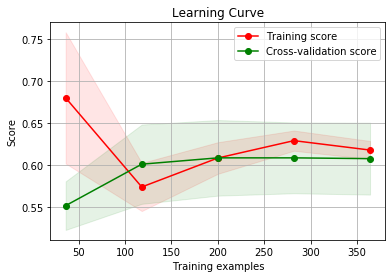 Learning Curve
Training score
Cross-validation score
Score
0.75
0.70
0.65
0.60
0.55
50 100 150 200 250 300 350
Training examples